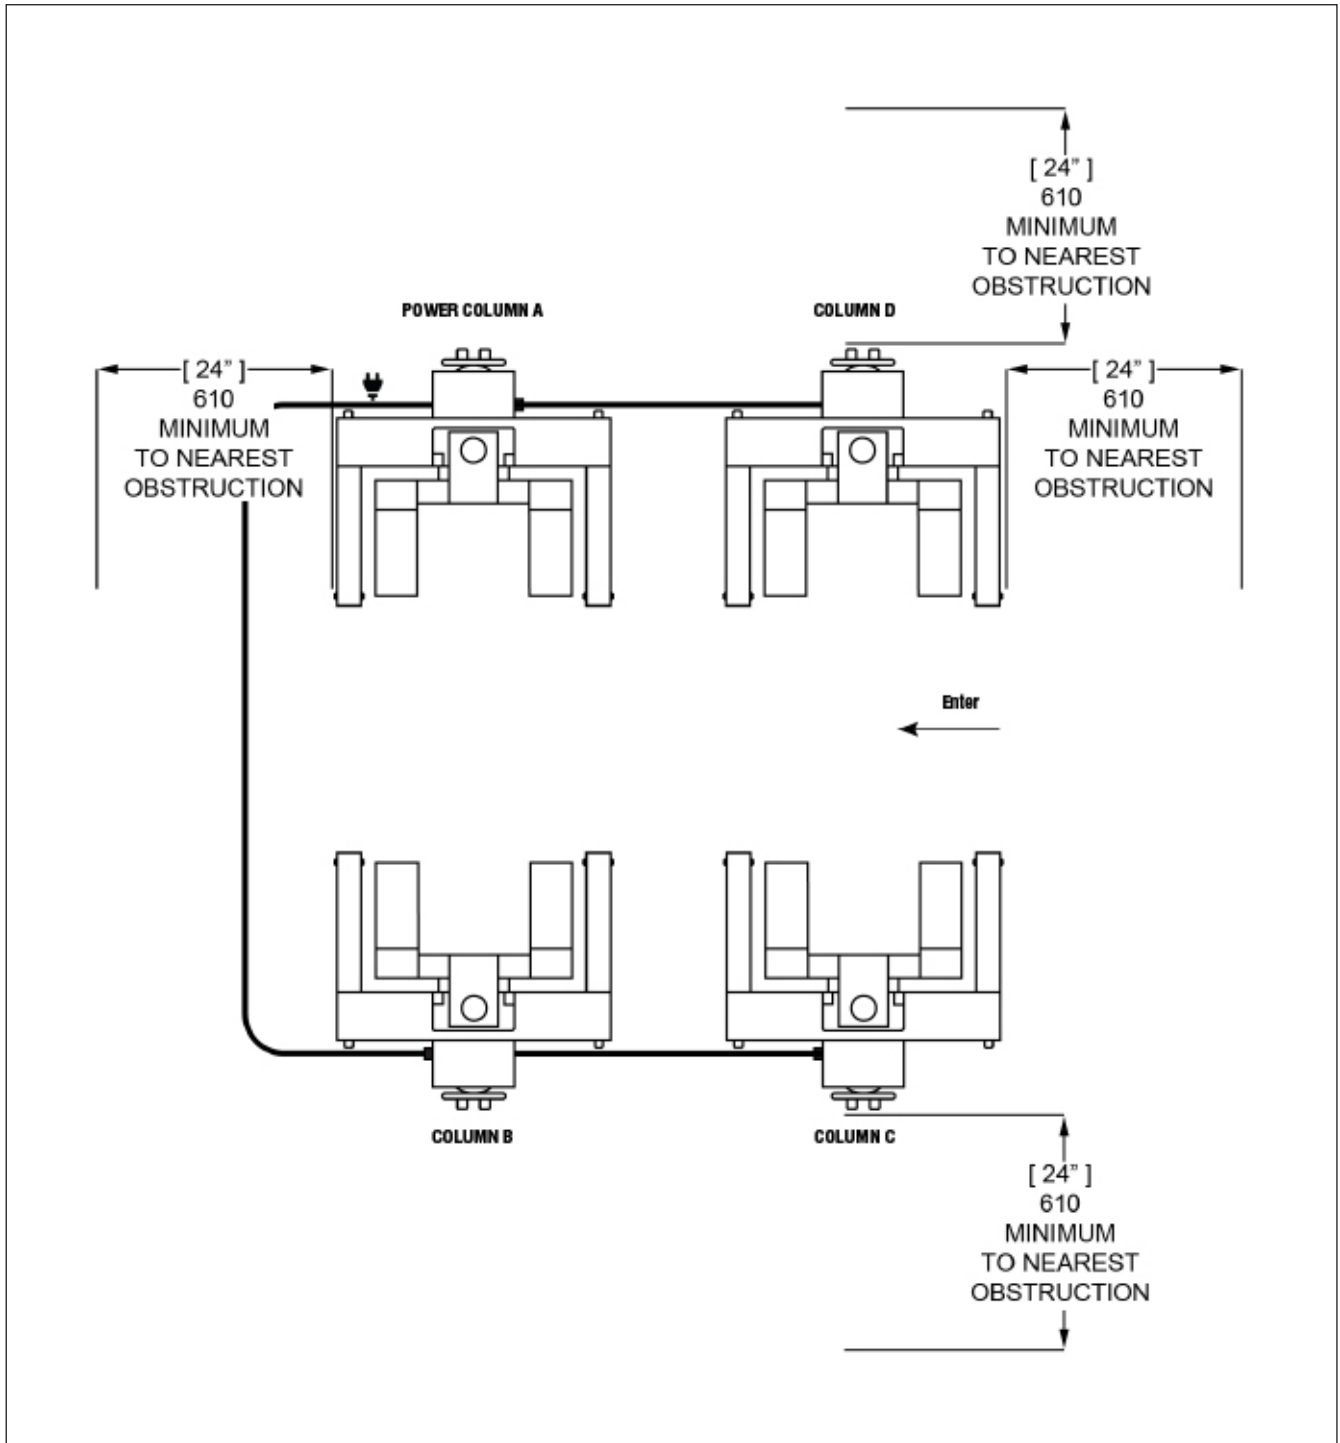 [ 24” ]
610
MINIMUM
TO NEAREST
OBSTRUCTION
POWER COLUMN A
COLUMN D
[ 24” ]
610
MINIMUM
TO NEAREST
OBSTRUCTION
[ 24” ]
610
MINIMUM
TO NEAREST
OBSTRUCTION
Enter
COLUMN B
COLUMN C
[ 24” ]
610
MINIMUM
TO NEAREST
OBSTRUCTION